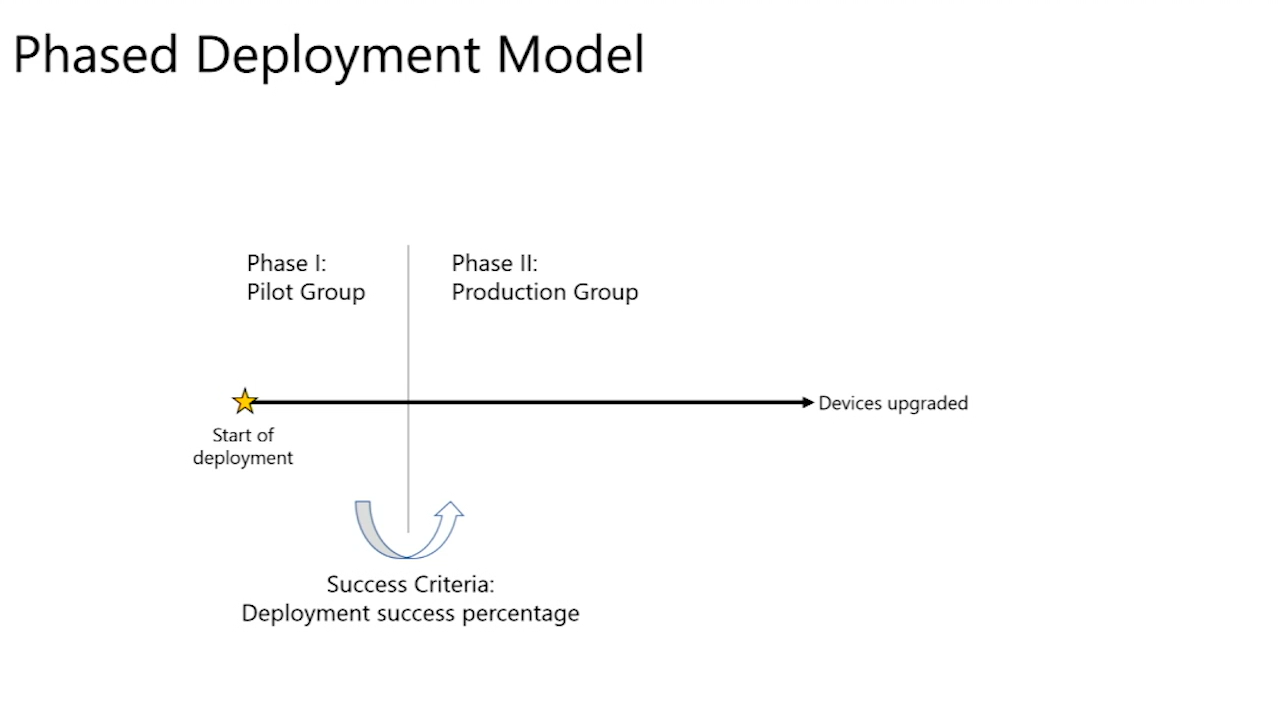 Phased Deployment Model
Phase I:
Pilot Group
Phase II:
Production Group
Devices upgraded
Start of
deployment
Success Criteria:
Deployment success percentage